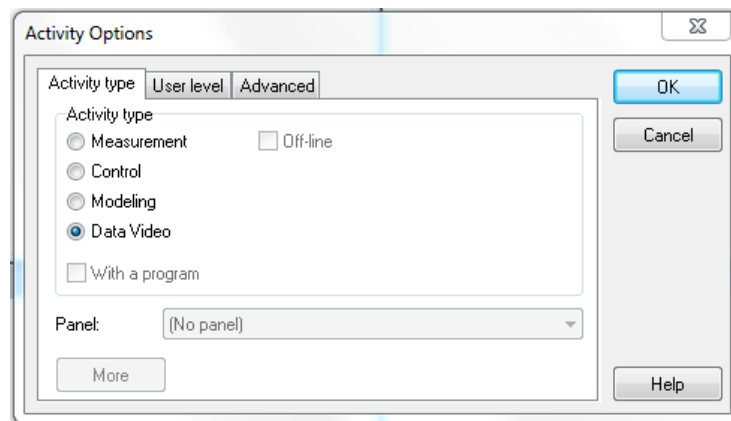 Activity Options
Activity type User level Advanced
OK
Activity type
Measurement Off-line
Cancel
Control
Modeling
Data Video
With a program
Panel: (No panel)
More
Help